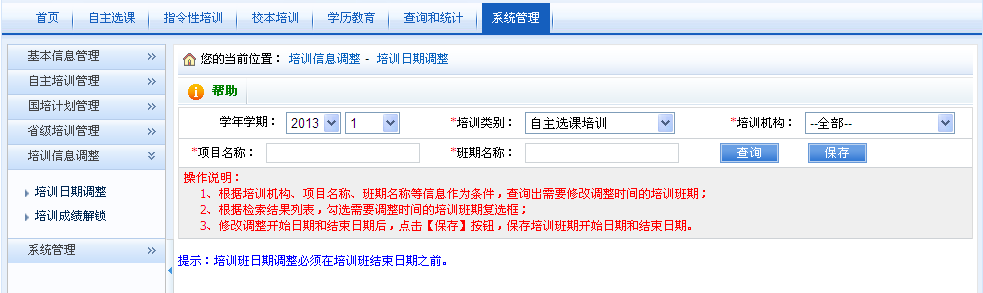 首页 自主选课 指令性培训 校本培训 学历教育 查询和统计 系统管理
基本信息管理
自主培训管理
国培计划管理
省级培训管理
培训信息调整
培训日期调整
培训成绩解锁
系统管理
您的当前位置： 培训信息调整 - 培训日期调整
帮助
学年学期： 2013 1 *培训类别： 自主选课培训 *培训机构： --全部--
*项目名称： *班期名称： 查询 保存
操作说明：
1、根据培训机构、项目名称、班期名称等信息作为条件，查询出需要修改调整时间的培训班期；
2、根据检索结果列表，勾选需要调整时间的培训班期复选框；
3、修改调整开始日期和结束日期后，点击【保存】按钮，保存培训班期开始日期和结束日期。
提示：培训班日期调整必须在培训班结束日期之前。